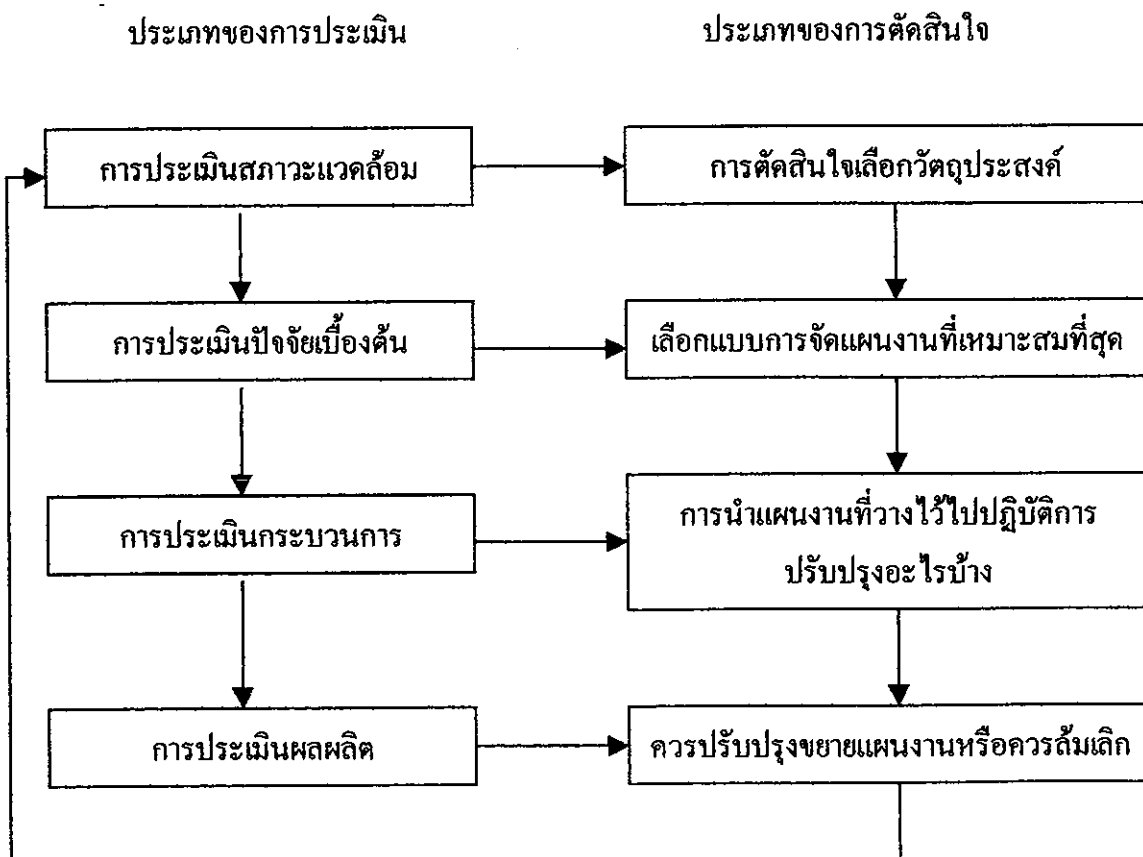 ประเภทของการประเมิน
ประเภทของการตัดสินใจ
การประเมินสภาวะแวดล้อม
การตัดสินใจเลือกวัตถุประสงค์
การประเมินปัจจัยเบื้องต้น
เลือกแบบการจัดแผนงานที่เหมาะสมที่สุด
การประเมินกระบวนการ
การนำแผนงานที่วางไว้ไปปฏิบัติการ
ปรับปรุงอะไรบ้าง
การประเมินผลผลิต
ควรปรับปรุงขยายแผนงานหรือควรล้มเลิก